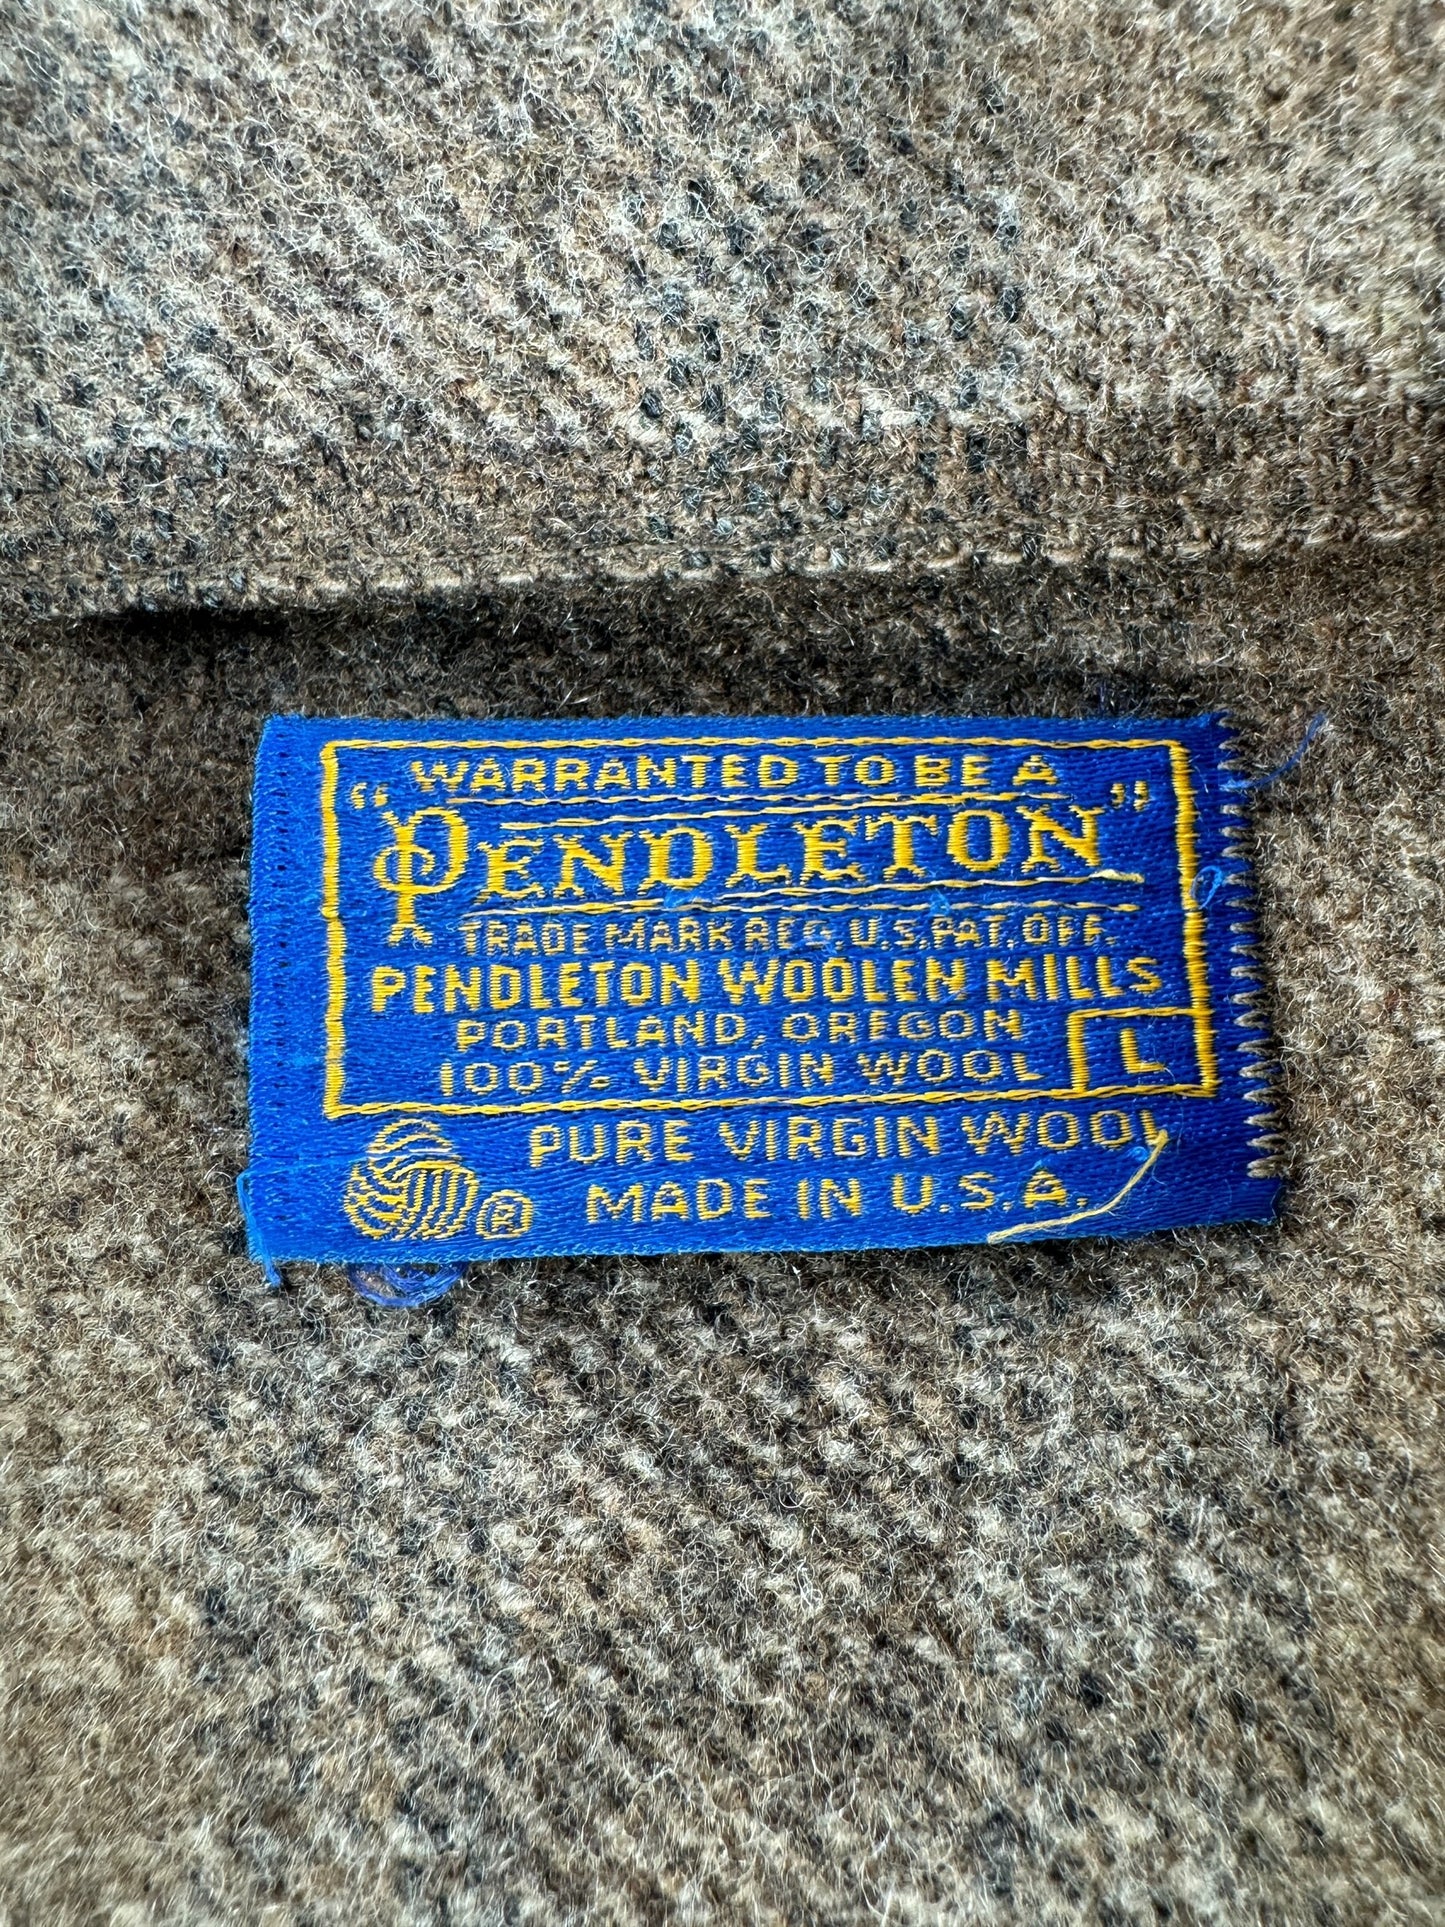 WARRANTED TO BE A
"PENDLETON"
TRADE MARK REG. U.S. PAT. OFF.
PENDLETON WOOLEN MILLS
PORTLAND, OREGON
100% VIRGIN WOOL
L
PURE VIRGIN WOOL
® MADE IN U.S.A.